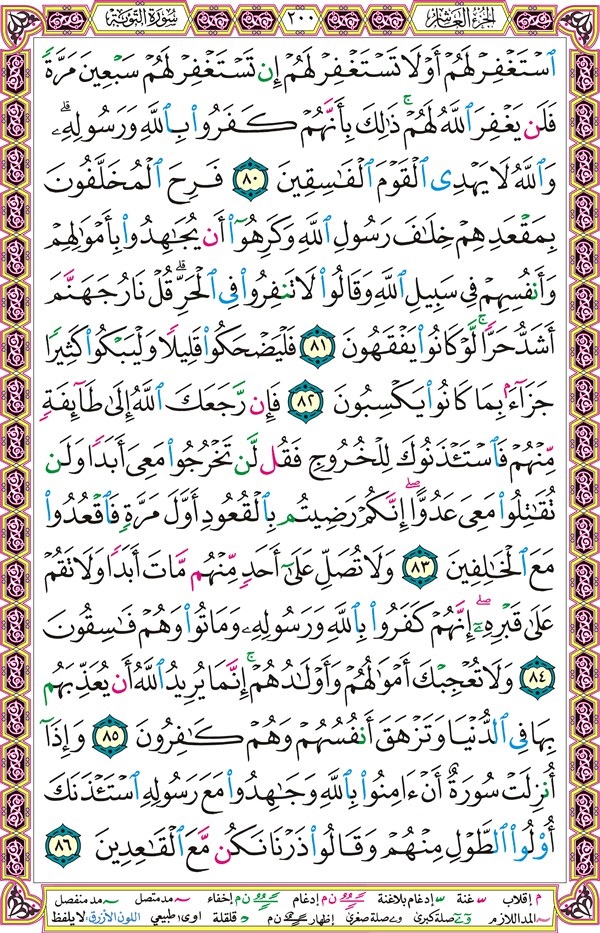 الجزء العاشر ٢٠٠ سورة التوبة
ٱسۡتَغۡفِرۡ لَهُمۡ أَوۡ لَا تَسۡتَغۡفِرۡ لَهُمۡ إِن تَسۡتَغۡفِرۡ لَهُمۡ سَبۡعِينَ مَرَّةٗ
فَلَن يَغۡفِرَ ٱللَّهُ لَهُمۡۚ ذَٰلِكَ بِأَنَّهُمۡ كَفَرُواْ بِٱللَّهِ وَرَسُولِهِۦۗ
وَٱللَّهُ لَا يَهۡدِي ٱلۡقَوۡمَ ٱلۡفَٰسِقِينَ ٨٠ فَرِحَ ٱلۡمُخَلَّفُونَ
بِمَقۡعَدِهِمۡ خِلَٰفَ رَسُولِ ٱللَّهِ وَكَرِهُوٓاْ أَن يُجَٰهِدُواْ بِأَمۡوَٰلِهِمۡ
وَأَنفُسِهِمۡ فِي سَبِيلِ ٱللَّهِ وَقَالُواْ لَا تَنفِرُواْ فِي ٱلۡحَرِّۗ قُلۡ نَارُ جَهَنَّمَ
أَشَدُّ حَرّٗاۚ لَّوۡ كَانُواْ يَفۡقَهُونَ ٨١ فَلۡيَضۡحَكُواْ قَلِيلٗا وَلۡيَبۡكُواْ كَثِيرٗا
جَزَآءَۢ بِمَا كَانُواْ يَكۡسِبُونَ ٨٢ فَإِن رَّجَعَكَ ٱللَّهُ إِلَىٰ طَآئِفَةٖ
مِّنۡهُمۡ فَٱسۡتَـٔۡذَنُوكَ لِلۡخُرُوجِ فَقُل لَّن تَخۡرُجُواْ مَعِيَ أَبَدٗا وَلَن
تُقَٰتِلُواْ مَعِيَ عَدُوًّاۖ إِنَّكُمۡ رَضِيتُم بِٱلۡقُعُودِ أَوَّلَ مَرَّةٖ فَٱقۡعُدُواْ
مَعَ ٱلۡخَٰلِفِينَ ٨٣ وَلَا تُصَلِّ عَلَىٰٓ أَحَدٖ مِّنۡهُم مَّاتَ أَبَدٗا وَلَا تَقُمۡ
عَلَىٰ قَبۡرِهِۦٓۖ إِنَّهُمۡ كَفَرُواْ بِٱللَّهِ وَرَسُولِهِۦ وَمَاتُواْ وَهُمۡ فَٰسِقُونَ
٨٤ وَلَا تُعۡجِبۡكَ أَمۡوَٰلُهُمۡ وَأَوۡلَٰدُهُمۡۚ إِنَّمَا يُرِيدُ ٱللَّهُ أَن يُعَذِّبَهُم
بِهَا فِي ٱلدُّنۡيَا وَتَزۡهَقَ أَنفُسُهُمۡ وَهُمۡ كَٰفِرُونَ ٨٥ وَإِذَآ
أُنزِلَتۡ سُورَةٌ أَنۡ ءَامِنُواْ بِٱللَّهِ وَجَٰهِدُواْ مَعَ رَسُولِهِ ٱسۡتَـٔۡذَنَكَ
أُوْلُواْ ٱلطَّوۡلِ مِنۡهُمۡ وَقَالُواْ ذَرۡنَا نَكُن مَّعَ ٱلۡقَٰعِدِينَ ٨٦
م إقلاب غنة إدغام بلاغنة ن م إدغام ن م إخفاء مد متصل مد منفصل
المد اللازم صلة كبرى صلة صغرى إظهار ن م قلقلة اوى: طبيعي اللون الأزرق: لا يلفظ